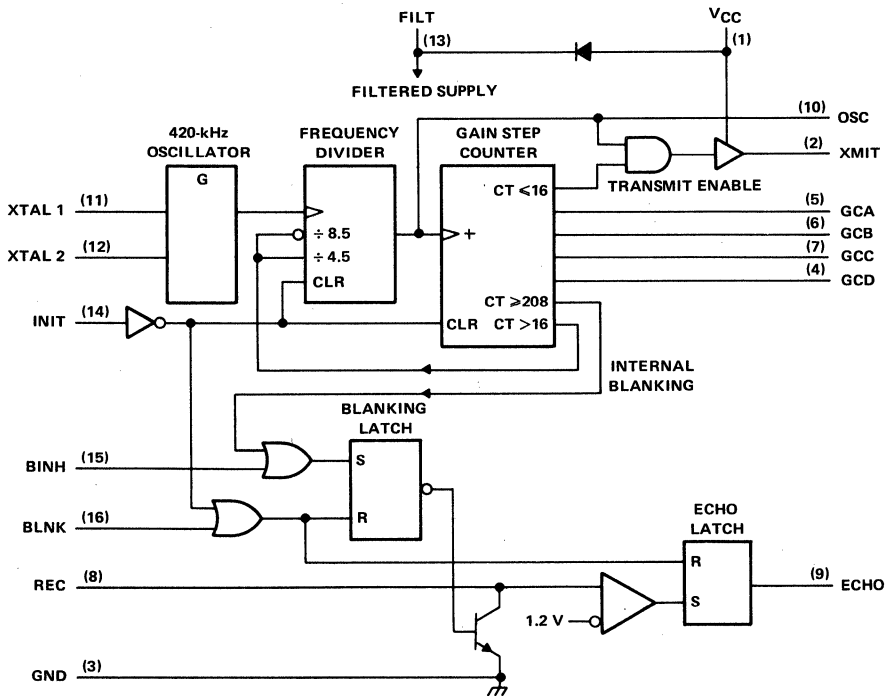 FILT
VCC
(13)
(1)
FILTERED SUPPLY
(10)
OSC
420-kHz
OSCILLATOR
FREQUENCY
DIVIDER
GAIN STEP
COUNTER
(2)
XMIT
G
CT ≤16
TRANSMIT ENABLE
XTAL 1
(11)
(5)
GCA
÷ 8.5
+
(6)
GCB
XTAL 2
(12)
÷ 4.5
(7)
GCC
CLR
(4)
GCD
CT ≥208
INIT
(14)
CLR
CT >16
INTERNAL
BLANKING
BLANKING
LATCH
BINH
(15)
S
BLNK
(16)
R
ECHO
LATCH
R
REC
(8)
(9)
ECHO
S
1.2 V
GND
(3)